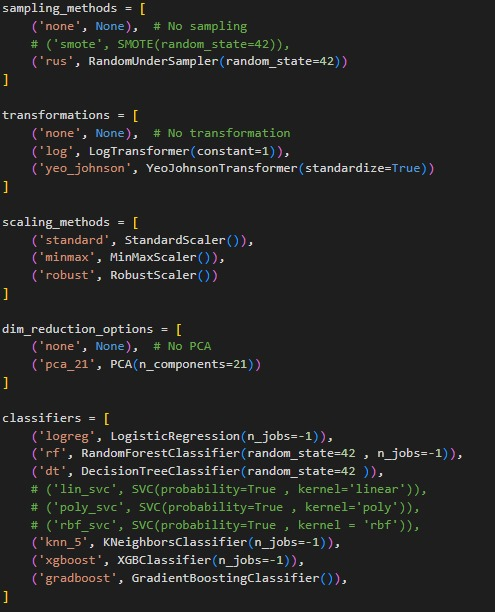 sampling_methods = [
    ('none', None),  # No sampling
    # ('smote', SMOTE(random_state=42)),
    ('rus', RandomUnderSampler(random_state=42))
]

transformations = [
    ('none', None),  # No transformation
    ('log', LogTransformer(constant=1)),
    ('yeo_johnson', YeoJohnsonTransformer(standardize=True))
]

scaling_methods = [
    ('standard', StandardScaler()),
    ('minmax', MinMaxScaler()),
    ('robust', RobustScaler())
]

dim_reduction_options = [
    ('none', None),  # No PCA
    ('pca_21', PCA(n_components=21))
]

classifiers = [
    ('logreg', LogisticRegression(n_jobs=-1)),
    ('rf', RandomForestClassifier(random_state=42 , n_jobs=-1)),
    ('dt', DecisionTreeClassifier(random_state=42 )),
    # ('lin_svc', SVC(probability=True , kernel='linear')),
    # ('poly_svc', SVC(probability=True , kernel='poly')),
    # ('rbf_svc', SVC(probability=True , kernel = 'rbf')),
    ('knn_5', KNeighborsClassifier(n_jobs=-1)),
    ('xgboost', XGBClassifier(n_jobs=-1)),
    ('gradboost', GradientBoostingClassifier()),
]